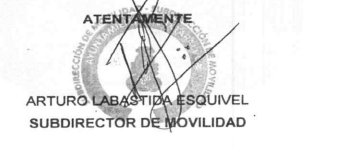 ATENTAMENTE
ARTURO LABASTIDA ESQUIVEL
SUBDIRECTOR DE MOVILIDAD